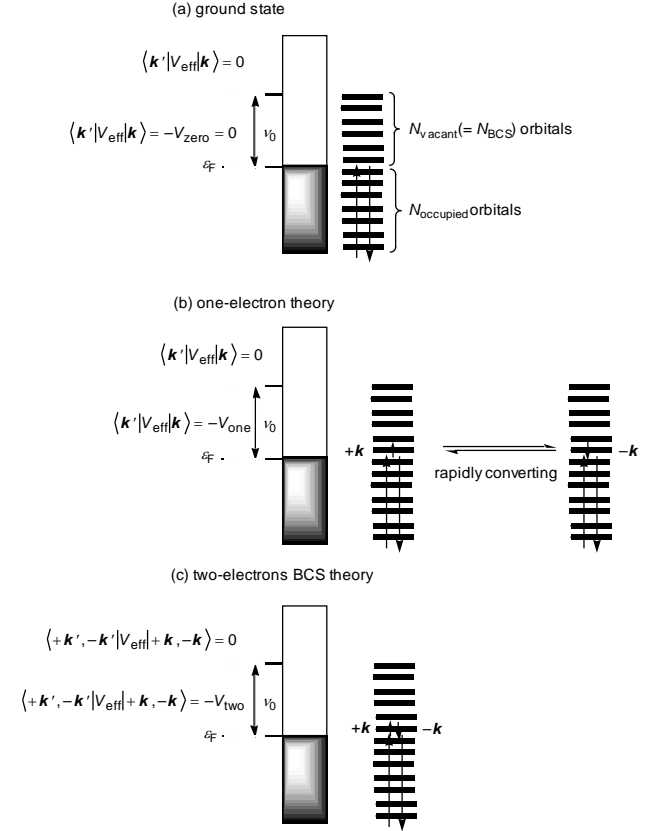 (a) ground state
⟨k′|Veff|k⟩ = 0
⟨k′|Veff|k⟩ = −Vzero = 0
ν0
Nvacant(= NBCS) orbitals
εF
Noccupied orbitals
(b) one-electron theory
⟨k′|Veff|k⟩ = 0
⟨k′|Veff|k⟩ = −Vone
ν0
εF
+k
rapidly converting
−k
(c) two-electrons BCS theory
⟨+k′,−k′|Veff|+k,−k⟩ = 0
⟨+k′,−k′|Veff|+k,−k⟩ = −Vtwo
ν0
εF
+k
−k